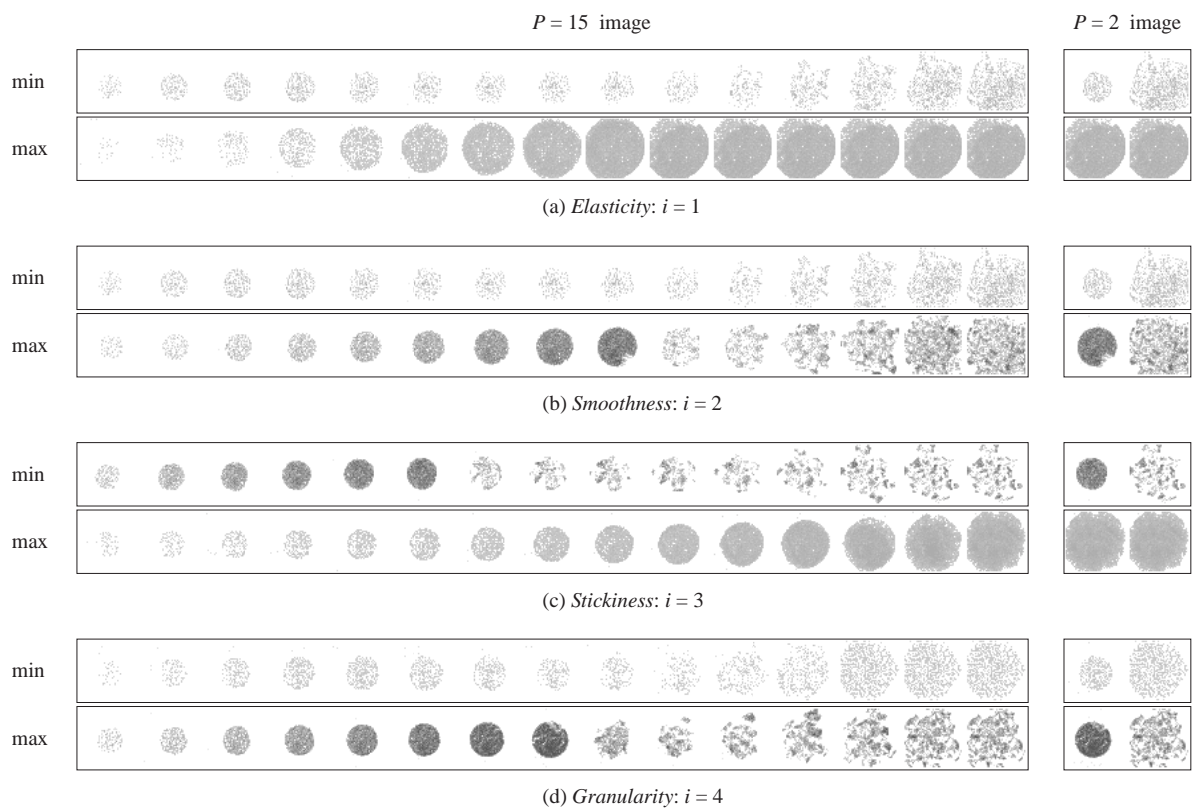 P = 15 image
P = 2 image
min
max
(a) Elasticity: i = 1
min
max
(b) Smoothness: i = 2
min
max
(c) Stickiness: i = 3
min
max
(d) Granularity: i = 4